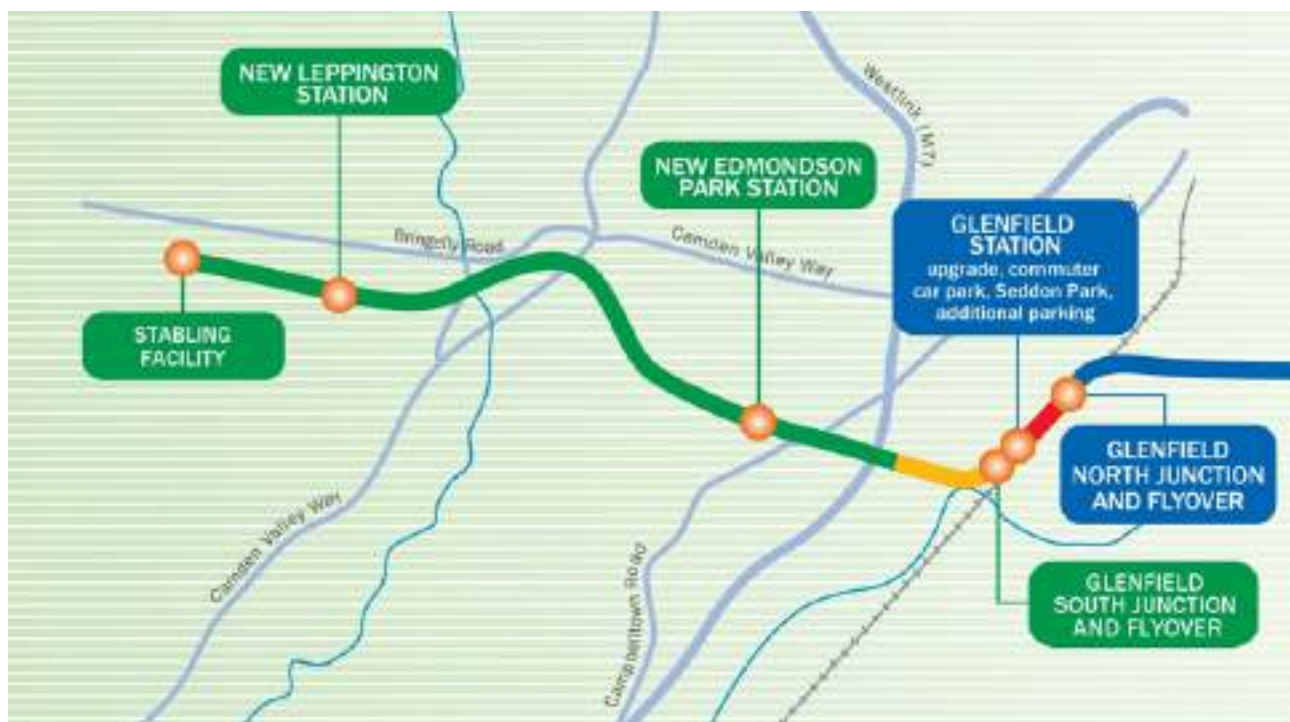 NEW LEPPINGTON
STATION
Westlink (M7)
NEW EDMONDSON
PARK STATION
GLENFIELD
STATION
upgrade, commuter
car park, Seddon Park,
additional parking
Bringelly Road
Camden Valley Way
STABLING
FACILITY
GLENFIELD
NORTH JUNCTION
AND FLYOVER
Camden Valley Way
Campbelltown Road
GLENFIELD
SOUTH JUNCTION
AND FLYOVER